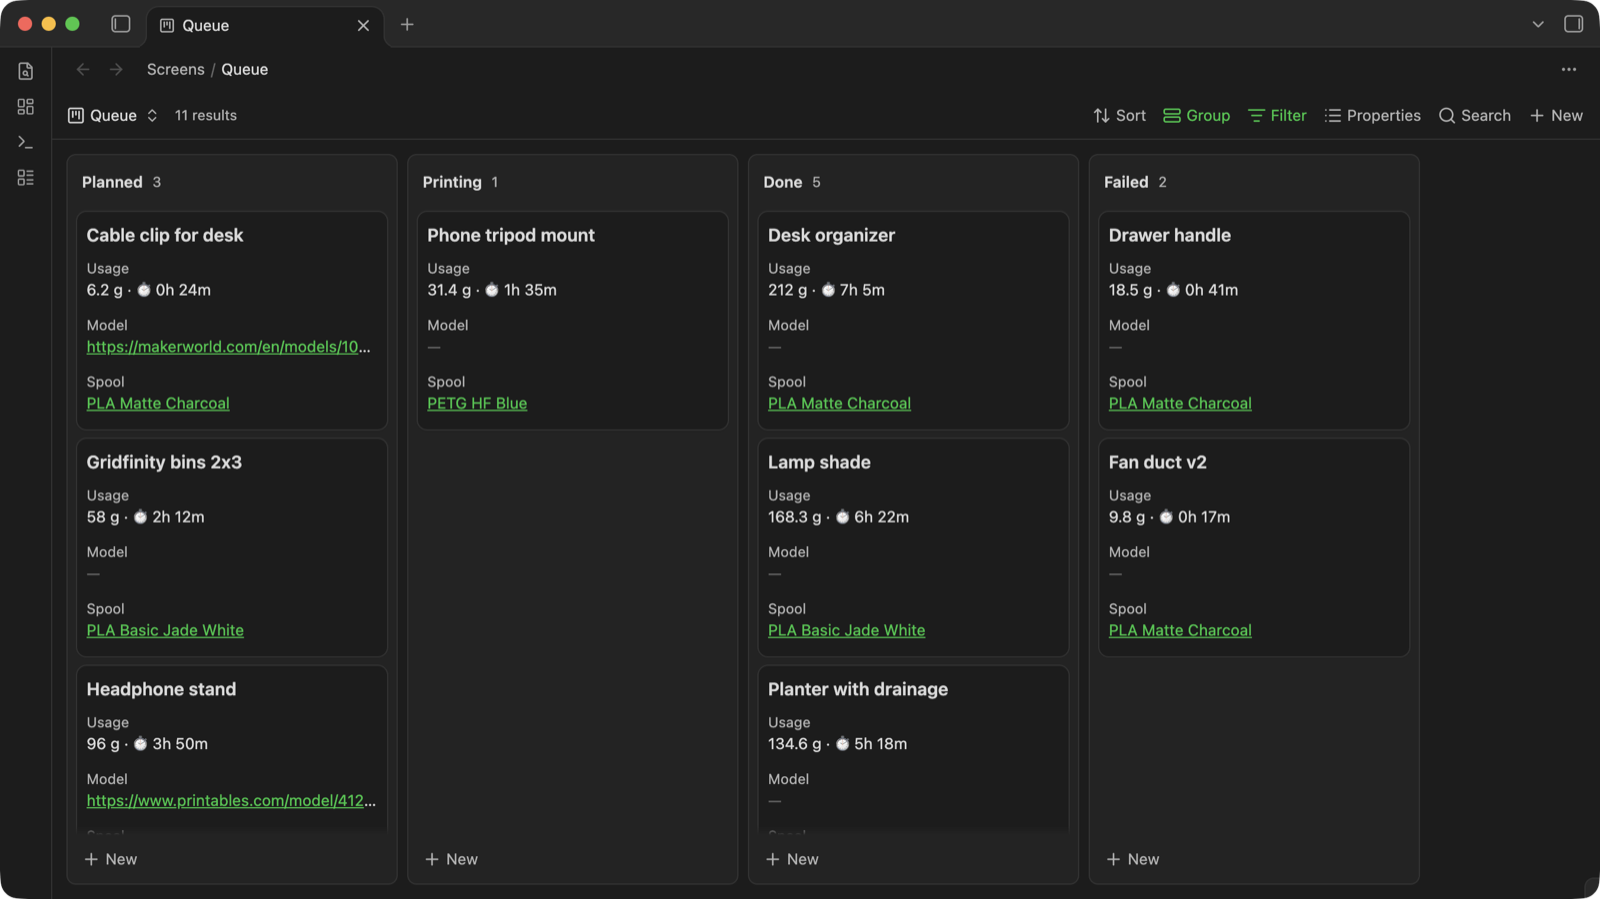 Queue
Screens / Queue
Queue 11 results
Sort Group Filter Properties Search + New
Planned 3
Cable clip for desk
Usage
6.2 g · ⏱ 0h 24m
Model
https://makerworld.com/en/models/10...
Spool
PLA Matte Charcoal
Gridfinity bins 2x3
Usage
58 g · ⏱ 2h 12m
Model
—
Spool
PLA Basic Jade White
Headphone stand
Usage
96 g · ⏱ 3h 50m
Model
https://www.printables.com/model/412...
Spool
+ New
Printing 1
Phone tripod mount
Usage
31.4 g · ⏱ 1h 35m
Model
—
Spool
PETG HF Blue
+ New
Done 5
Desk organizer
Usage
212 g · ⏱ 7h 5m
Model
—
Spool
PLA Matte Charcoal
Lamp shade
Usage
168.3 g · ⏱ 6h 22m
Model
—
Spool
PLA Basic Jade White
Planter with drainage
Usage
134.6 g · ⏱ 5h 18m
Model
—
Spool
+ New
Failed 2
Drawer handle
Usage
18.5 g · ⏱ 0h 41m
Model
—
Spool
PLA Matte Charcoal
Fan duct v2
Usage
9.8 g · ⏱ 0h 17m
Model
—
Spool
PLA Matte Charcoal
+ New